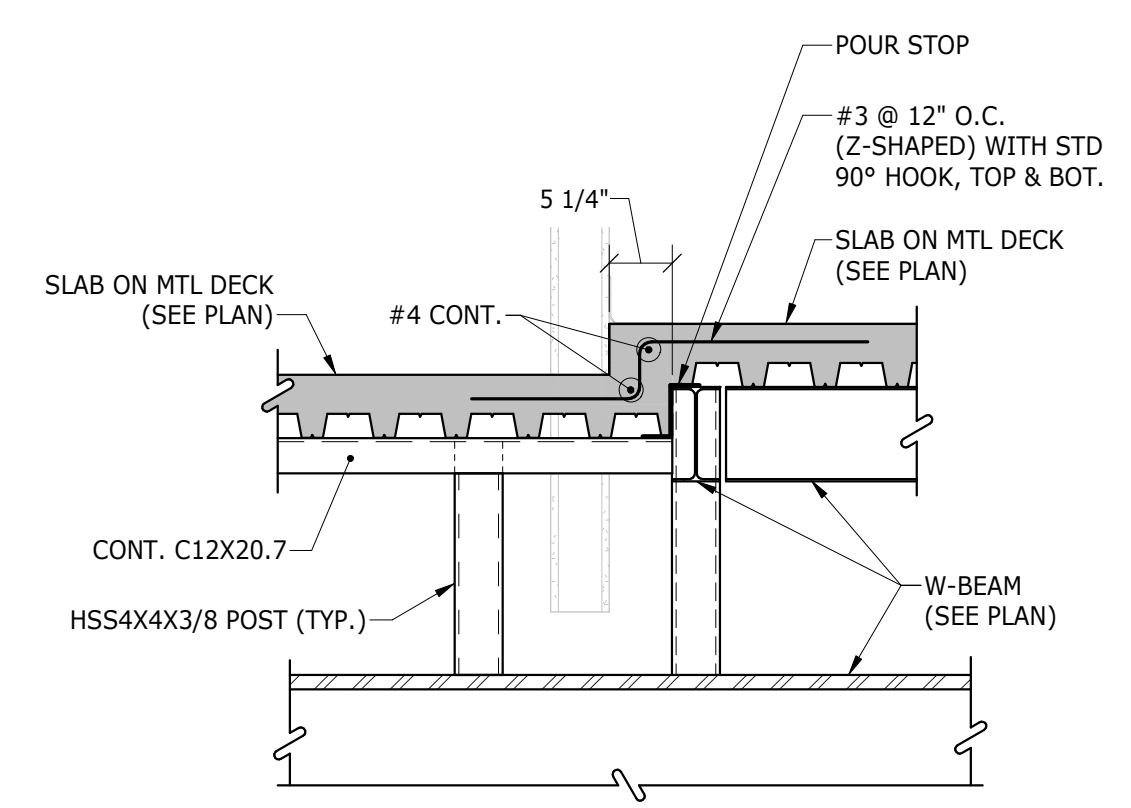 POUR STOP
#3 @ 12" O.C.
(Z-SHAPED) WITH STD
90° HOOK, TOP & BOT.
5 1/4"
SLAB ON MTL DECK
(SEE PLAN)
SLAB ON MTL DECK
(SEE PLAN)
#4 CONT.
CONT. C12X20.7
HSS4X4X3/8 POST (TYP.)
W-BEAM
(SEE PLAN)